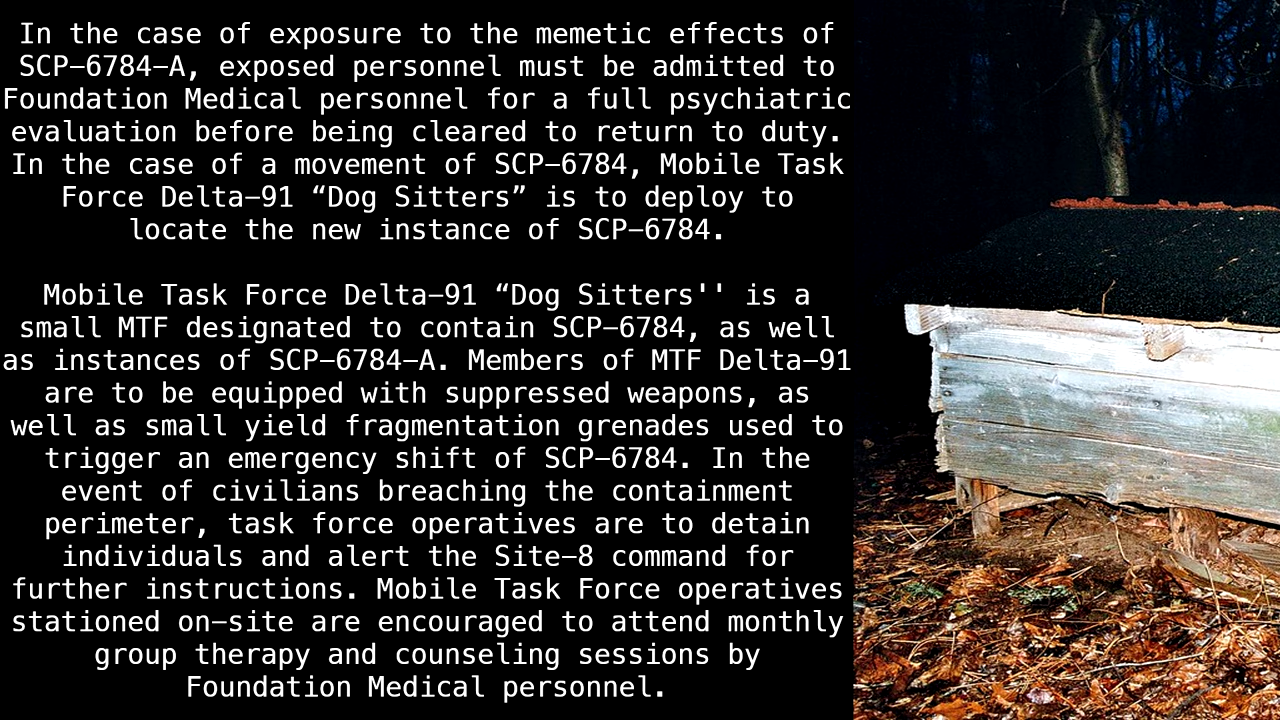 In the case of exposure to the memetic effects of
SCP-6784-A, exposed personnel must be admitted to
Foundation Medical personnel for a full psychiatric
evaluation before being cleared to return to duty.
In the case of a movement of SCP-6784, Mobile Task
Force Delta-91 “Dog Sitters” is to deploy to
locate the new instance of SCP-6784.
Mobile Task Force Delta-91 “Dog Sitters'' is a
small MTF designated to contain SCP-6784, as well
as instances of SCP-6784-A. Members of MTF Delta-91
are to be equipped with suppressed weapons, as
well as small yield fragmentation grenades used to
trigger an emergency shift of SCP-6784. In the
event of civilians breaching the containment
perimeter, task force operatives are to detain
individuals and alert the Site-8 command for
further instructions. Mobile Task Force operatives
stationed on-site are encouraged to attend monthly
group therapy and counseling sessions by
Foundation Medical personnel.